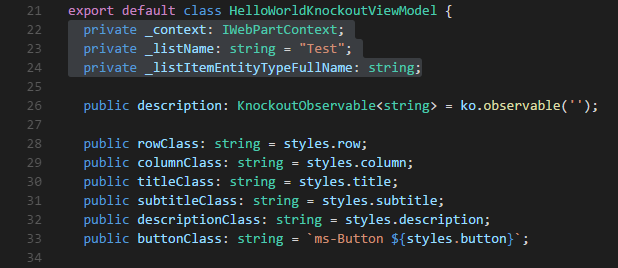 21 export default class HelloWorldKnockoutViewModel {
22 private _context: IWebPartContext;
23 private _listName: string = "Test";
24 private _listItemEntityTypeFullName: string;
25
26 public description: KnockoutObservable<string> = ko.observable('');
27
28 public rowClass: string = styles.row;
29 public columnClass: string = styles.column;
30 public titleClass: string = styles.title;
31 public subtitleClass: string = styles.subtitle;
32 public descriptionClass: string = styles.description;
33 public buttonClass: string = `ms-Button ${styles.button}`;
34